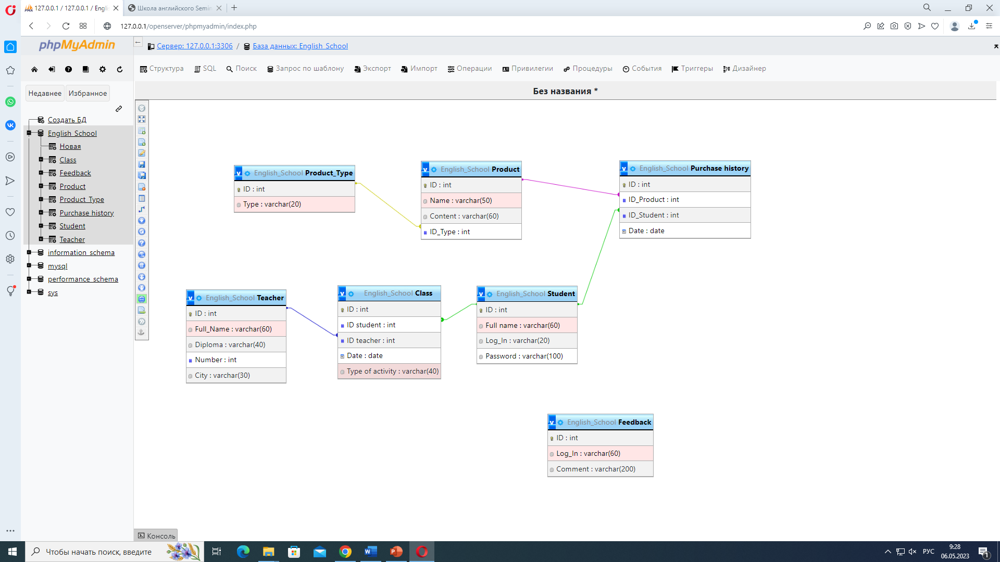 127.0.0.1 / 127.0.0.1 / Engli
Школа английского Semin
127.0.0.1/openserver/phpmyadmin/index.php
phpMyAdmin
Сервер: 127.0.0.1:3306 / База данных: English_School
Структура SQL Поиск Запрос по шаблону Экспорт Импорт Операции Привилегии Процедуры События Триггеры Дизайнер
Недавнее Избранное
Без названия *
Создать БД
English_School
Новая
Class
Feedback
Product
Product_Type
Purchase history
Student
Teacher
information_schema
mysql
performance_schema
sys
English_School Product_Type
ID : int
Type : varchar(20)
English_School Product
ID : int
Name : varchar(50)
Content : varchar(60)
ID_Type : int
English_School Purchase history
ID : int
ID_Product : int
ID_Student : int
Date : date
English_School Teacher
ID : int
Full_Name : varchar(60)
Diploma : varchar(40)
Number : int
City : varchar(30)
English_School Class
ID : int
ID student : int
ID teacher : int
Date : date
Type of activity : varchar(40)
English_School Student
ID : int
Full name : varchar(60)
Log_In : varchar(20)
Password : varchar(100)
English_School Feedback
ID : int
Log_In : varchar(60)
Comment : varchar(200)
Консоль
Чтобы начать поиск, введите
РУС
9:28
06.05.2023
1